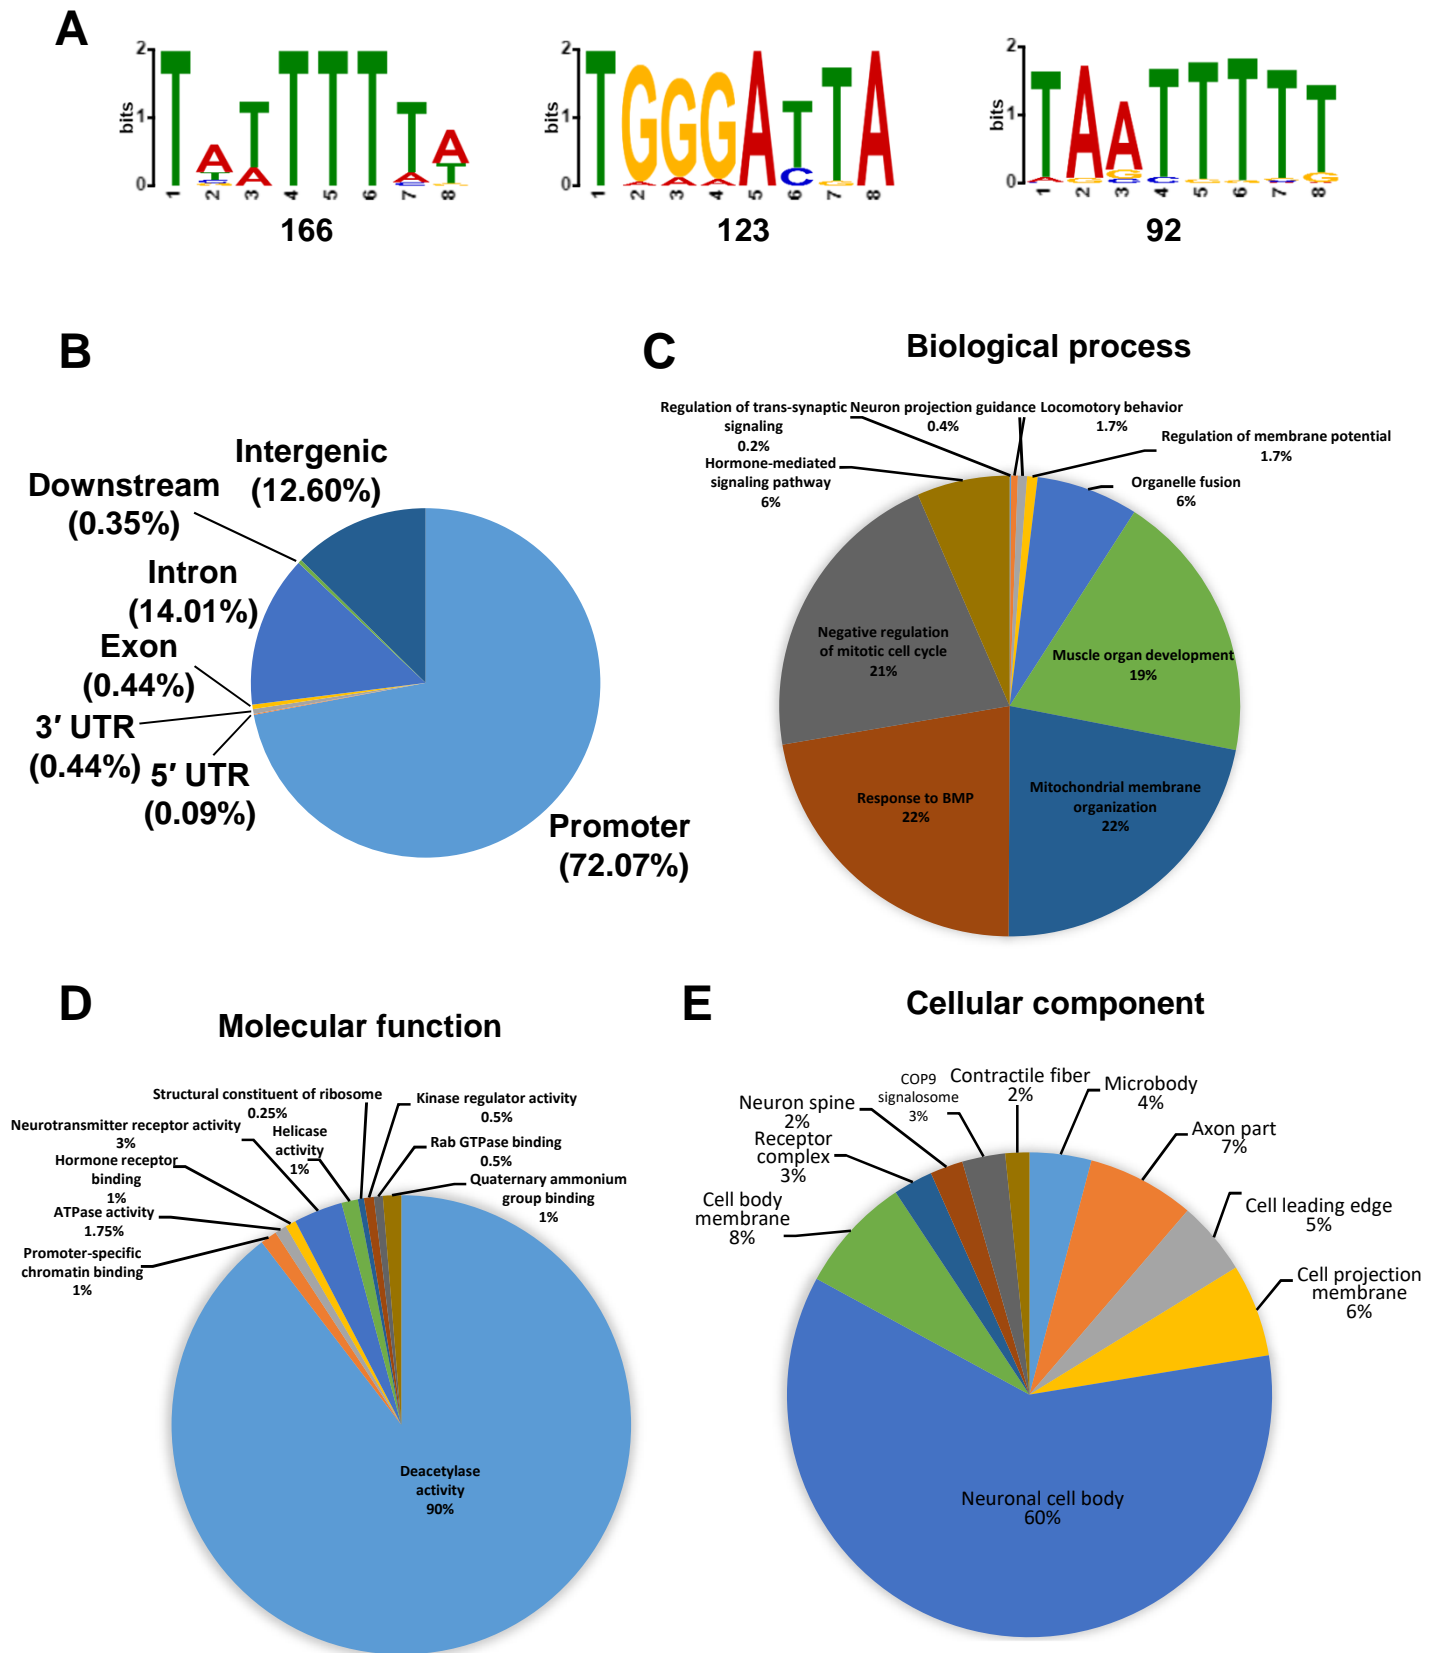 A
2
1
0
bits
1 2 3 4 5 6 7 8
166
2
1
0
bits
1 2 3 4 5 6 7 8
123
2
1
0
bits
1 2 3 4 5 6 7 8
92
B
Intergenic
(12.60%)
Downstream
(0.35%)
Intron
(14.01%)
Exon
(0.44%)
3′ UTR
(0.44%)
5′ UTR
(0.09%)
Promoter
(72.07%)
C
Biological process
Regulation of trans-synaptic
signaling
0.2%
Neuron projection guidance
0.4%
Locomotory behavior
1.7%
Regulation of membrane potential
1.7%
Hormone-mediated
signaling pathway
6%
Organelle fusion
6%
Negative regulation
of mitotic cell cycle
21%
Muscle organ development
19%
Response to BMP
22%
Mitochondrial membrane
organization
22%
D
Molecular function
Structural constituent of ribosome
0.25%
Kinase regulator activity
0.5%
Neurotransmitter receptor activity
3%
Helicase
activity
1%
Rab GTPase binding
0.5%
Hormone receptor
binding
1%
Quaternary ammonium
group binding
1%
ATPase activity
1.75%
Promoter-specific
chromatin binding
1%
Deacetylase
activity
90%
E
Cellular component
COP9
signalosome
3%
Contractile fiber
2%
Microbody
4%
Neuron spine
2%
Axon part
7%
Receptor
complex
3%
Cell body
membrane
8%
Cell leading edge
5%
Cell projection
membrane
6%
Neuronal cell body
60%